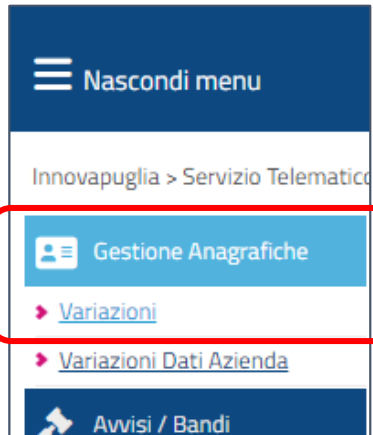 Nascondi menu
Innovapuglia > Servizio Telematico
Gestione Anagrafiche
Variazioni
Variazioni Dati Azienda
Avvisi / Bandi